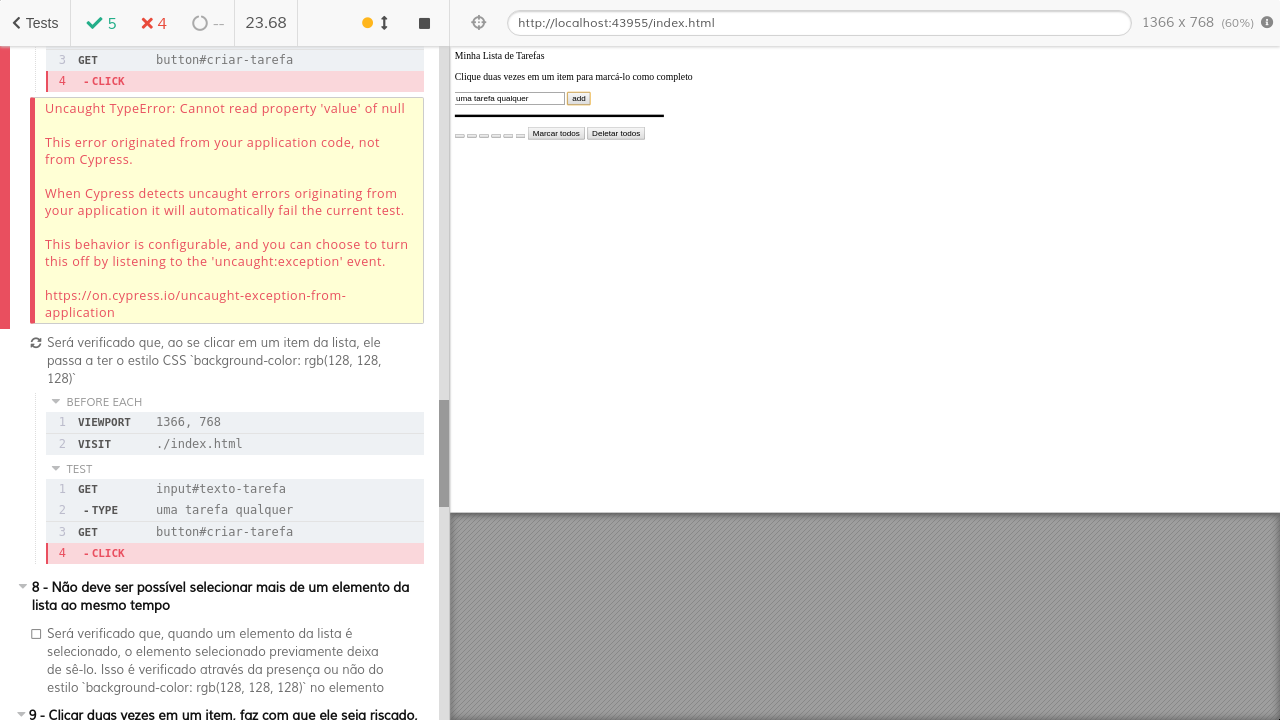 Tests 5 4 -- 23.68 http://localhost:43955/index.html 1366 x 768 (60%)
3 GET button#criar-tarefa
4 - CLICK
Uncaught TypeError: Cannot read property 'value' of null
This error originated from your application code, not
from Cypress.
When Cypress detects uncaught errors originating from
your application it will automatically fail the current test.
This behavior is configurable, and you can choose to turn
this off by listening to the 'uncaught:exception' event.
https://on.cypress.io/uncaught-exception-from-
application
Será verificado que, ao se clicar em um item da lista, ele
passa a ter o estilo CSS `background-color: rgb(128, 128,
128)`
BEFORE EACH
1 VIEWPORT 1366, 768
2 VISIT ./index.html
TEST
1 GET input#texto-tarefa
2 - TYPE uma tarefa qualquer
3 GET button#criar-tarefa
4 - CLICK
8 - Não deve ser possível selecionar mais de um elemento da
lista ao mesmo tempo
Será verificado que, quando um elemento da lista é
selecionado, o elemento selecionado previamente deixa
de sê-lo. Isso é verificado através da presença ou não do
estilo `background-color: rgb(128, 128, 128)` no elemento
9 - Clicar duas vezes em um item, faz com que ele seja riscado,
Minha Lista de Tarefas
Clique duas vezes em um item para marcá-lo como completo
uma tarefa qualquer add
Marcar todos Deletar todos